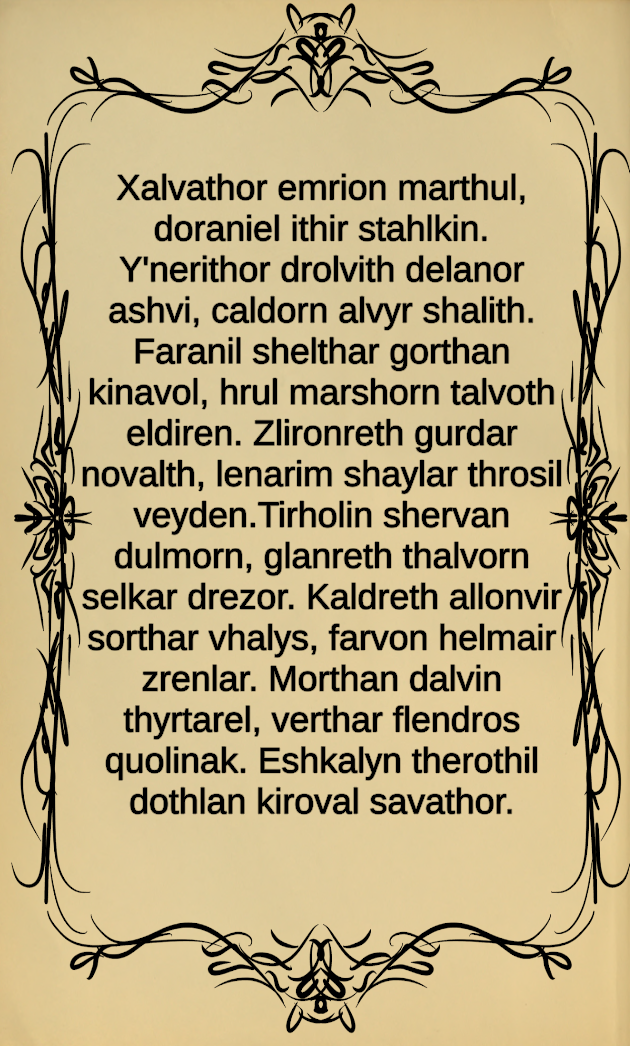 Xalvathor emrion marthul,
doraniel ithir stahlkin.
Y'nerithor drolvith delanor
ashvi, caldorn alvyr shalith.
Faranil shelthar gorthan
kinavol, hrul marshorn talvoth
eldiren. Zlironreth gurdar
novalth, lenarim shaylar throsil
veyden.Tirholin shervan
dulmorn, glanreth thalvorn
selkar drezor. Kaldreth allonvir
sorthar vhalys, farvon helmair
zrenlar. Morthan dalvin
thyrtarel, verthar flendros
quolinak. Eshkalyn therothil
dothlan kiroval savathor.